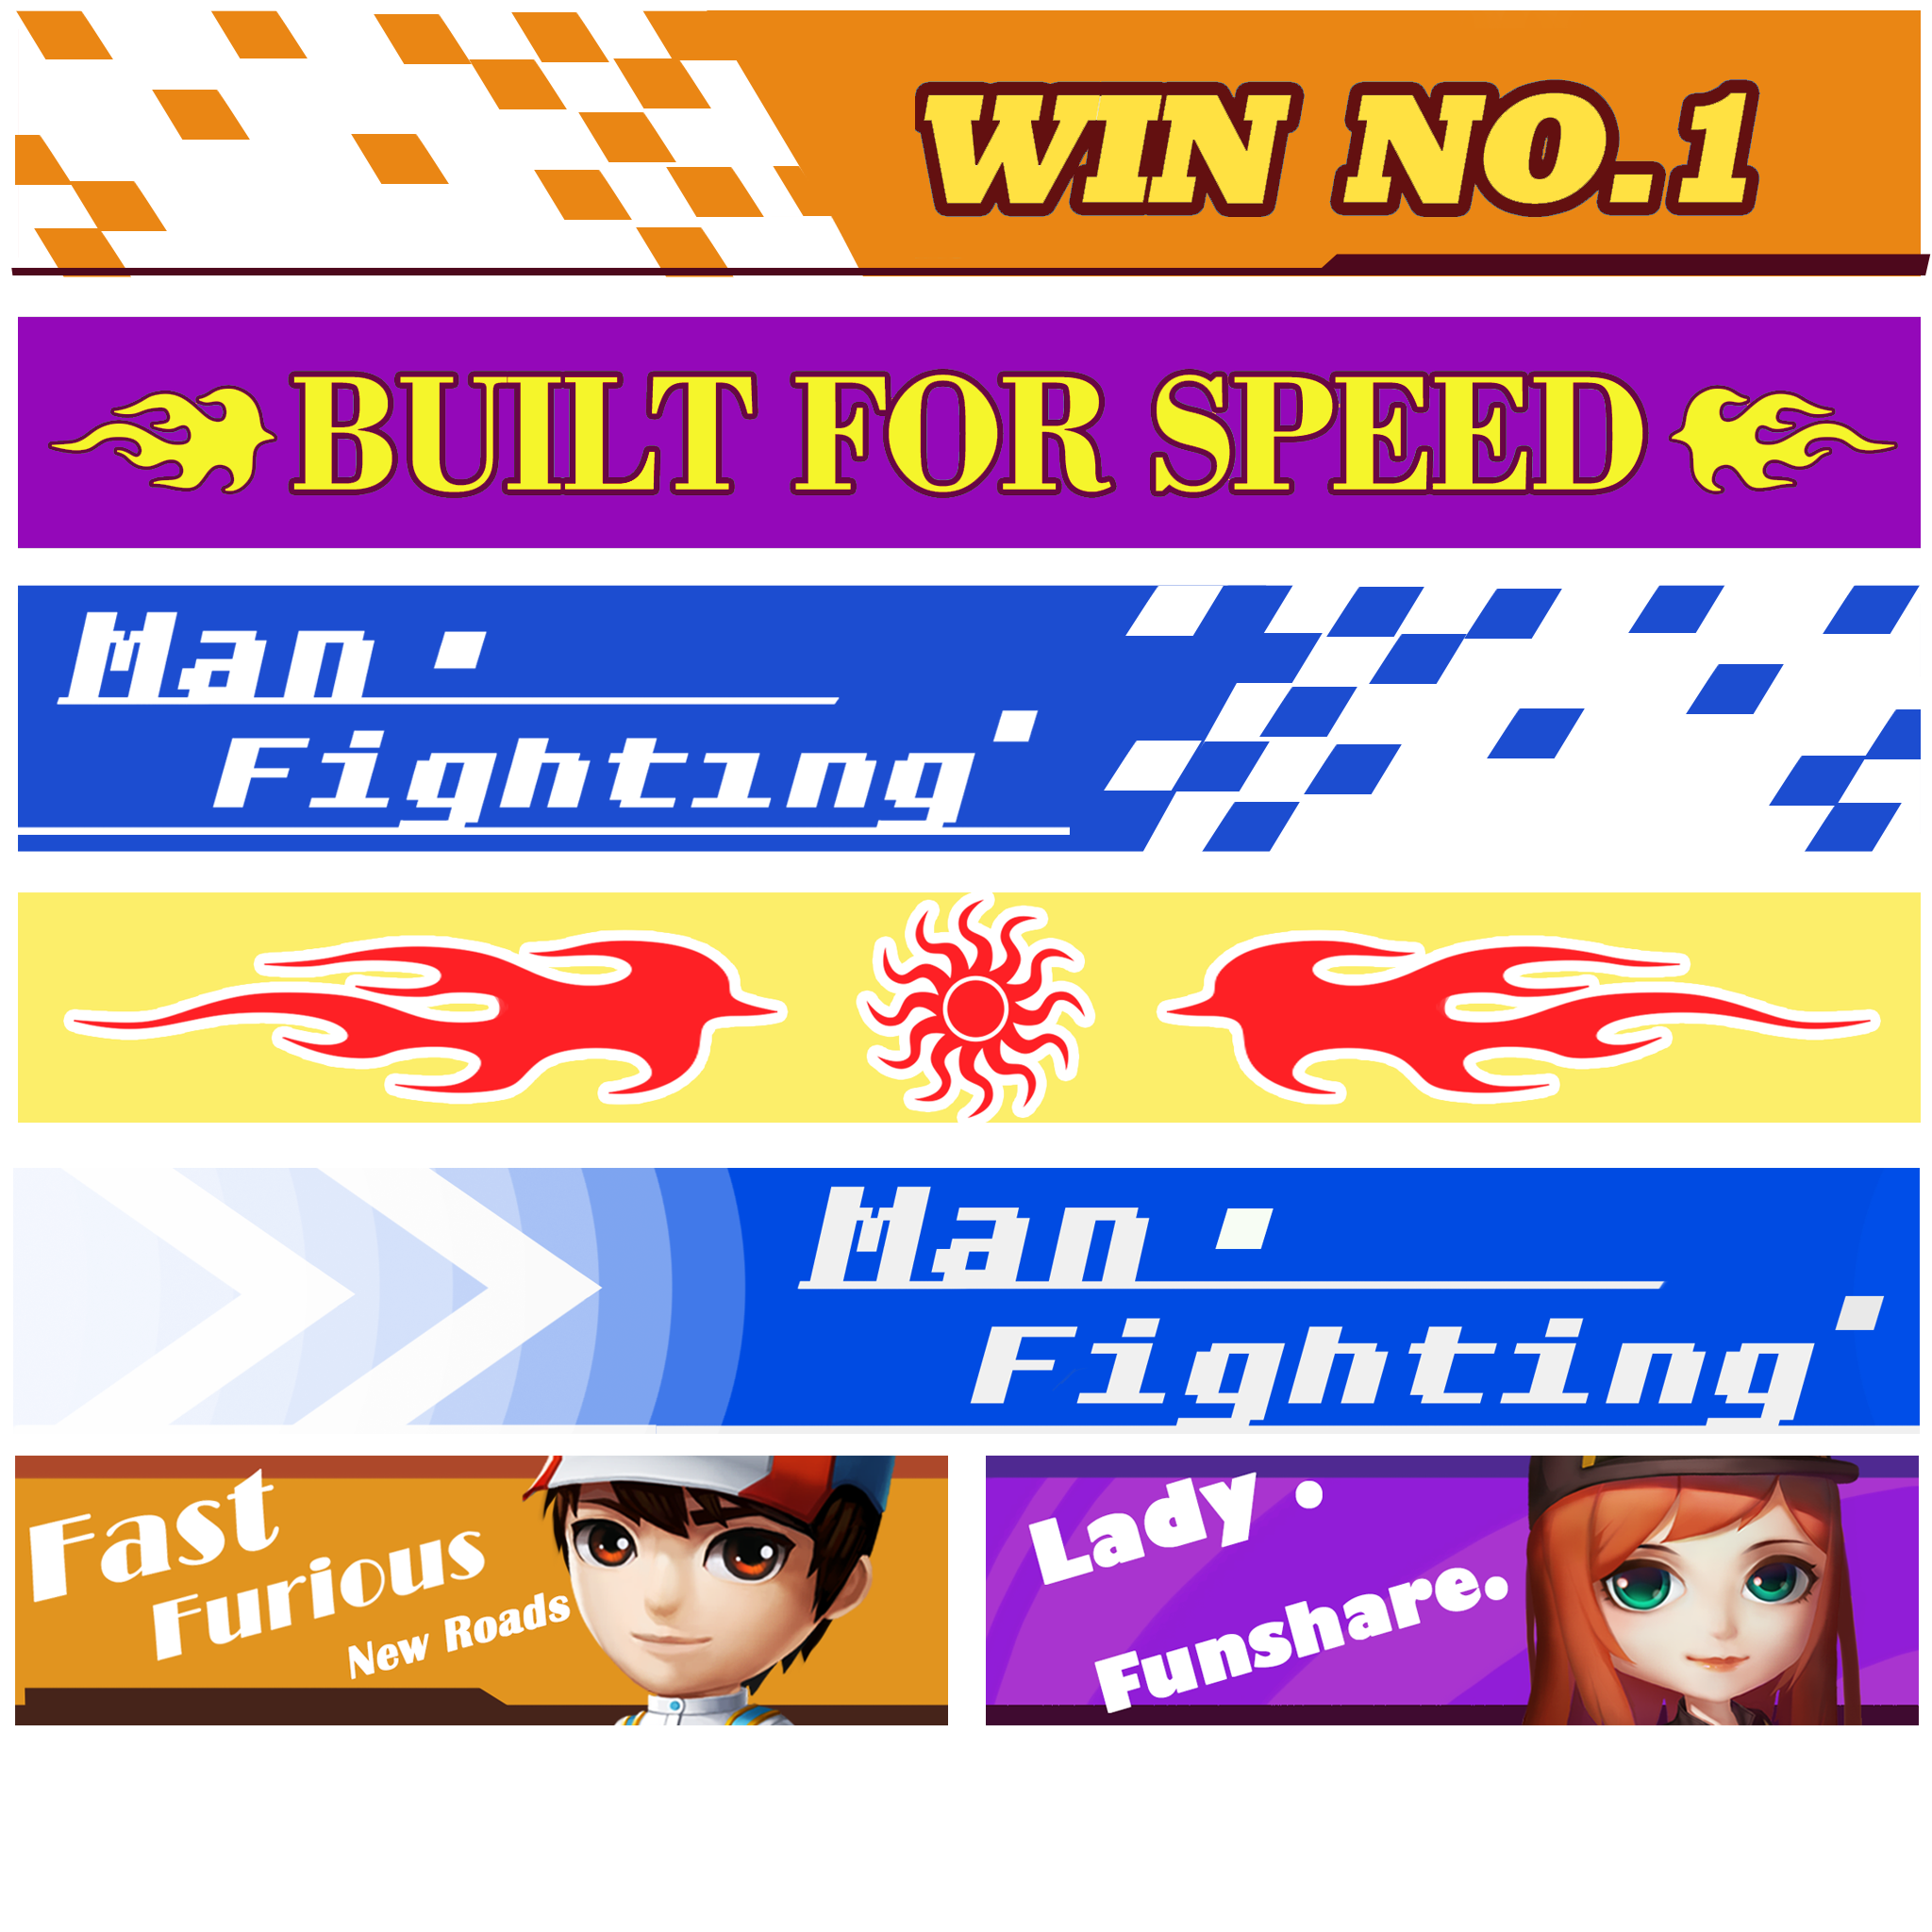 WIN NO.1
BUILT FOR SPEED
Man ·
Fighting ·
Man ·
Fighting ·
Fast
Furious
New Roads
Lady .
Funshare.